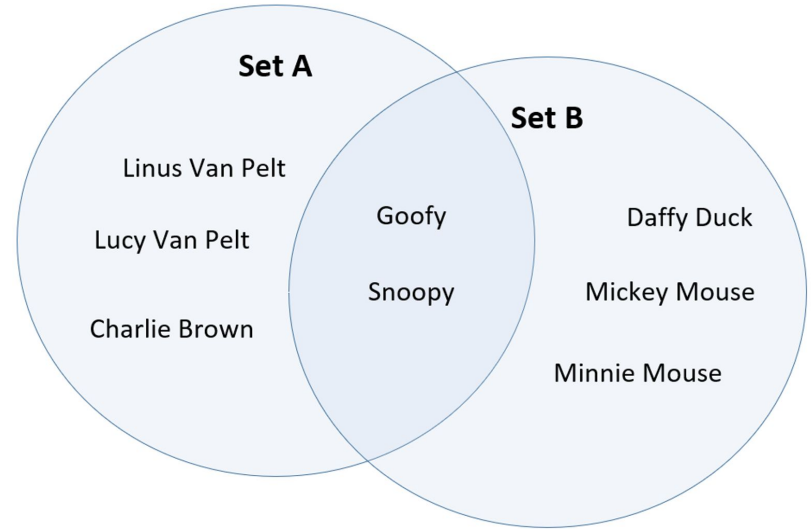 Set A
Linus Van Pelt
Lucy Van Pelt
Charlie Brown
Goofy
Snoopy
Set B
Daffy Duck
Mickey Mouse
Minnie Mouse